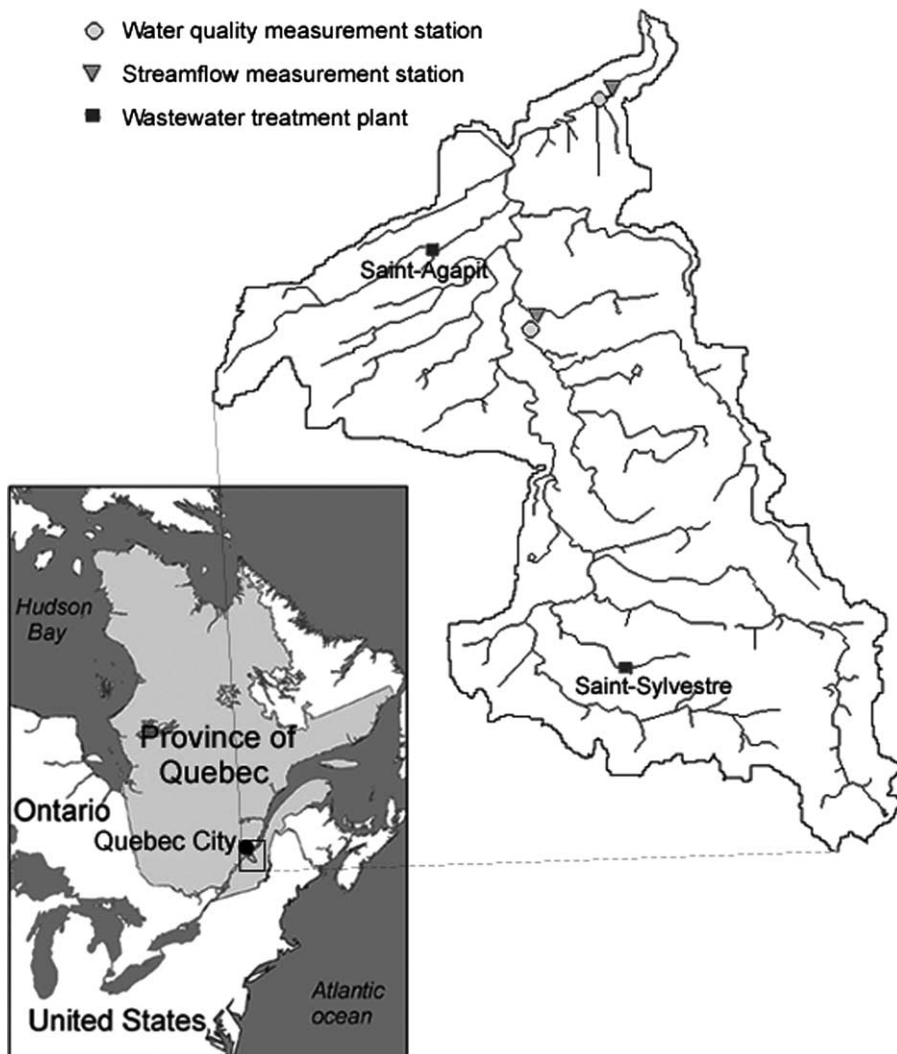 Water quality measurement station
Streamflow measurement station
Wastewater treatment plant
Saint-Agapit
Saint-Sylvestre
Hudson
Bay
Province of
Quebec
Ontario
Quebec City
Atlantic
ocean
United States